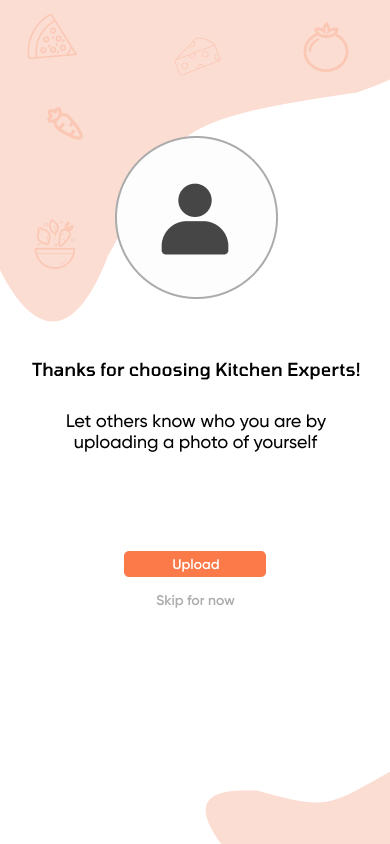 Thanks for choosing Kitchen Experts!
Let others know who you are by
uploading a photo of yourself
Upload
Skip for now